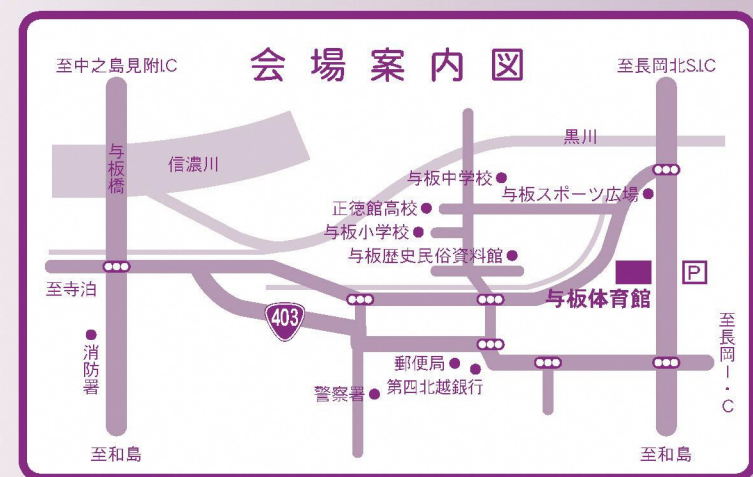 会場案内図
至中之島見附I.C
至長岡北S.I.C
与板橋
信濃川
黒川
与板中学校
与板スポーツ広場
正徳館高校
与板小学校
与板歴史民俗資料館
至寺泊
403
与板体育館
P
消防署
郵便局
第四北越銀行
警察署
至長岡I・C
至和島
至和島